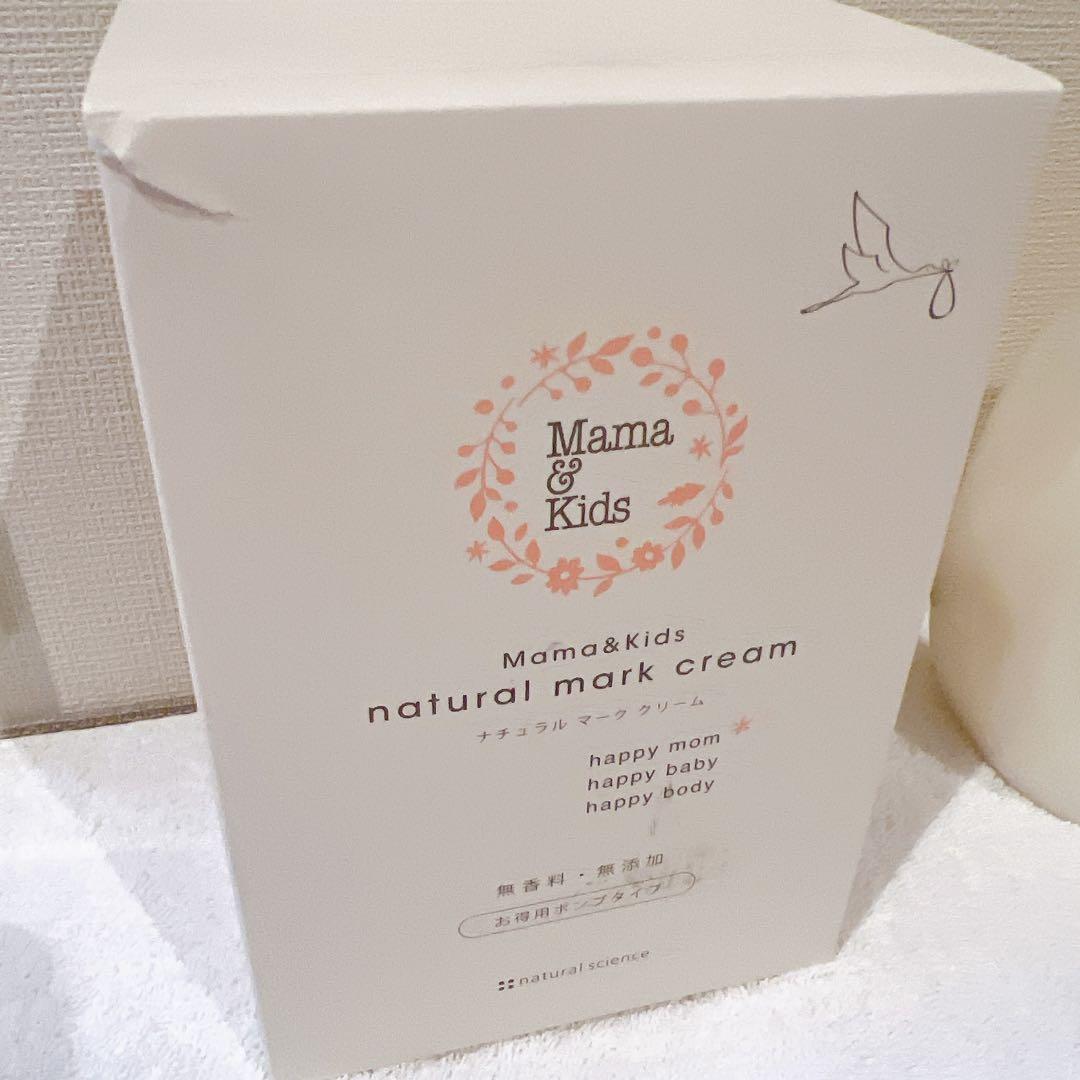 Mama
&
Kids
Mama&Kids
natural mark cream
ナチュラル マーク クリーム
happy mom
happy baby
happy body
無香料・無添加
お得用ポンプタイプ
natural science